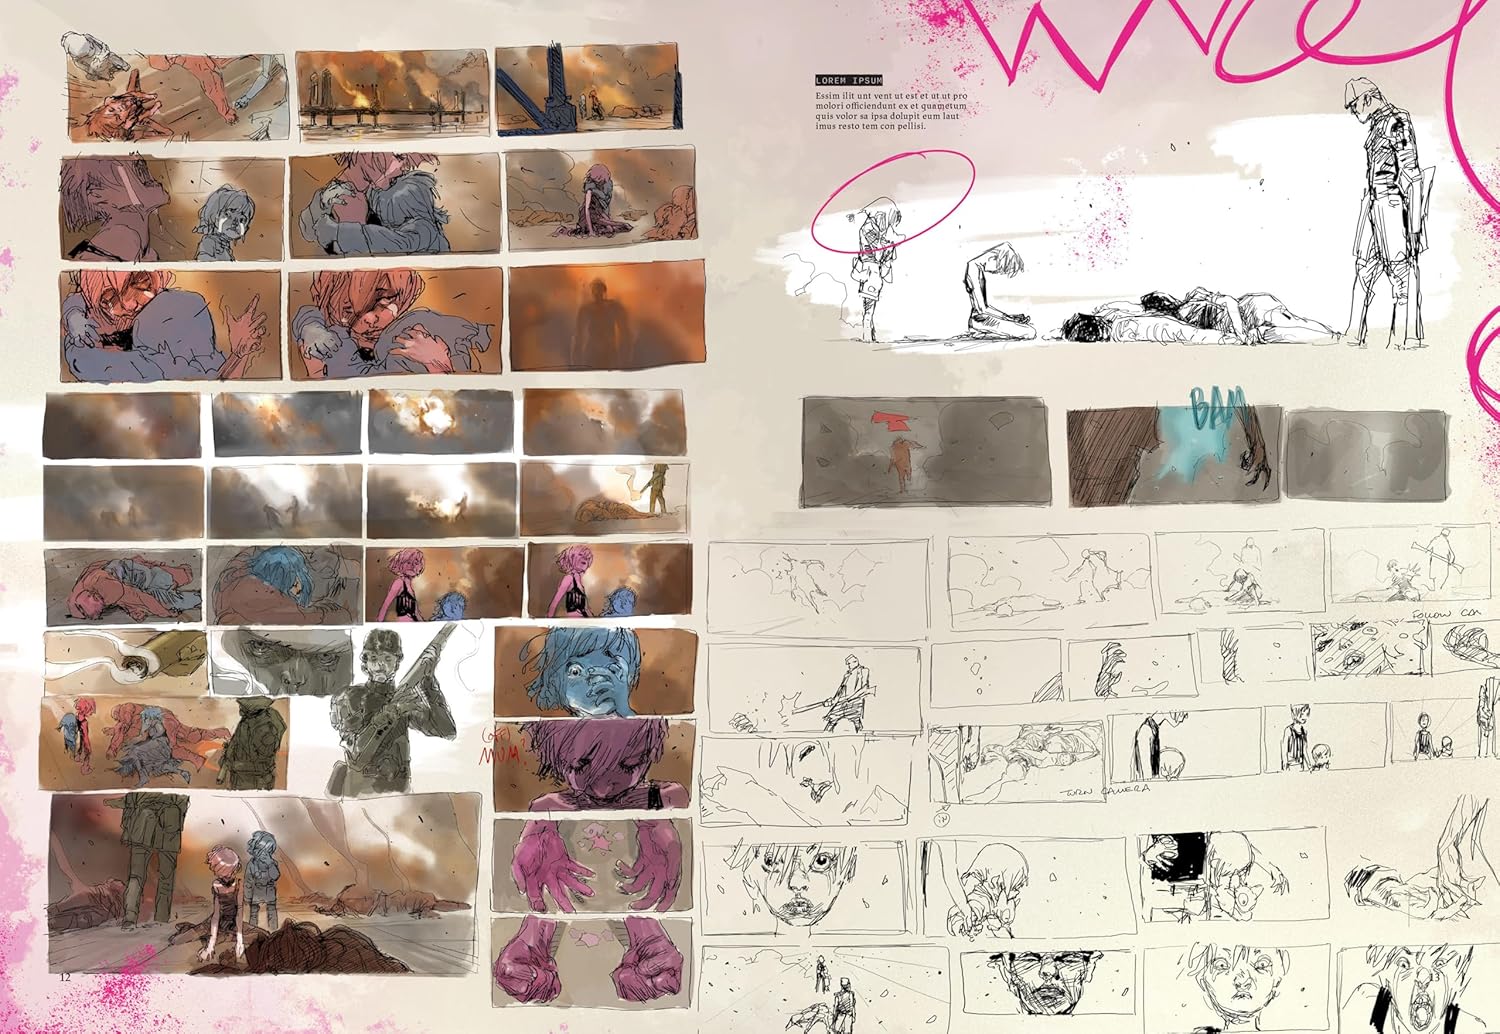 LOREM IPSUM
Essim ilit unt vent ut est et ut ut pro
molori officiendunt ex et quametum
quis volor sa ipsa dolupit eum laut
imus resto tem con pellisi.
BAM
FOLLOW CAM
(OFF)
MUM?
TURN CAMERA
12